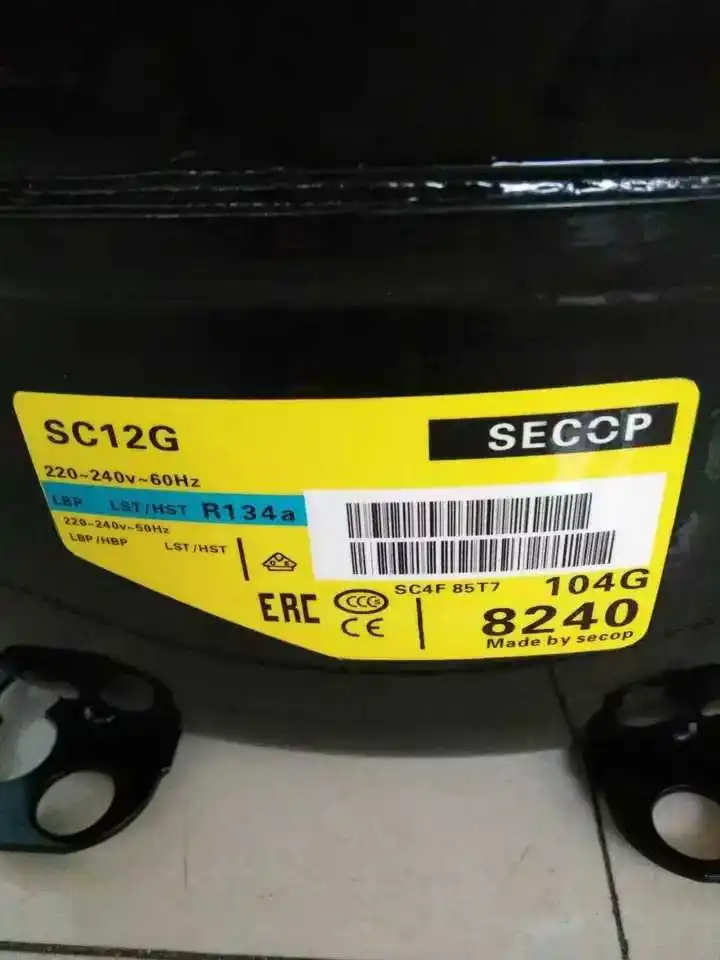 SC12G
SECOP
220~240v~60Hz
LBP LST/HST R134a
220~240v~50Hz
LBP/HBP LST/HST
SC4F 85T7 104G
ERC CCC S
CE
8240
Made by secop